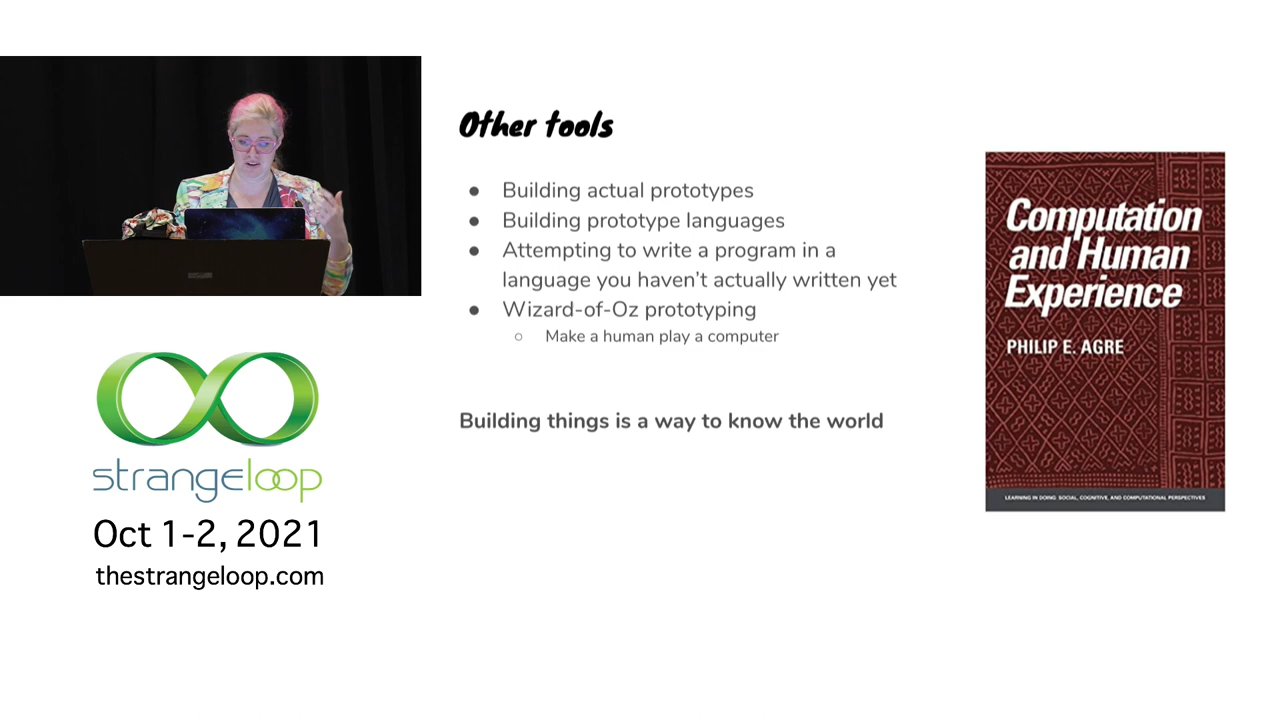 Other tools
● Building actual prototypes
● Building prototype languages
● Attempting to write a program in a
language you haven't actually written yet
● Wizard-of-Oz prototyping
○ Make a human play a computer
Building things is a way to know the world
Computation
and Human
Experience
PHILIP E. AGRE
LEARNING IN DOING: SOCIAL, COGNITIVE, AND COMPUTATIONAL PERSPECTIVES
strangeloop
Oct 1-2, 2021
thestrangeloop.com